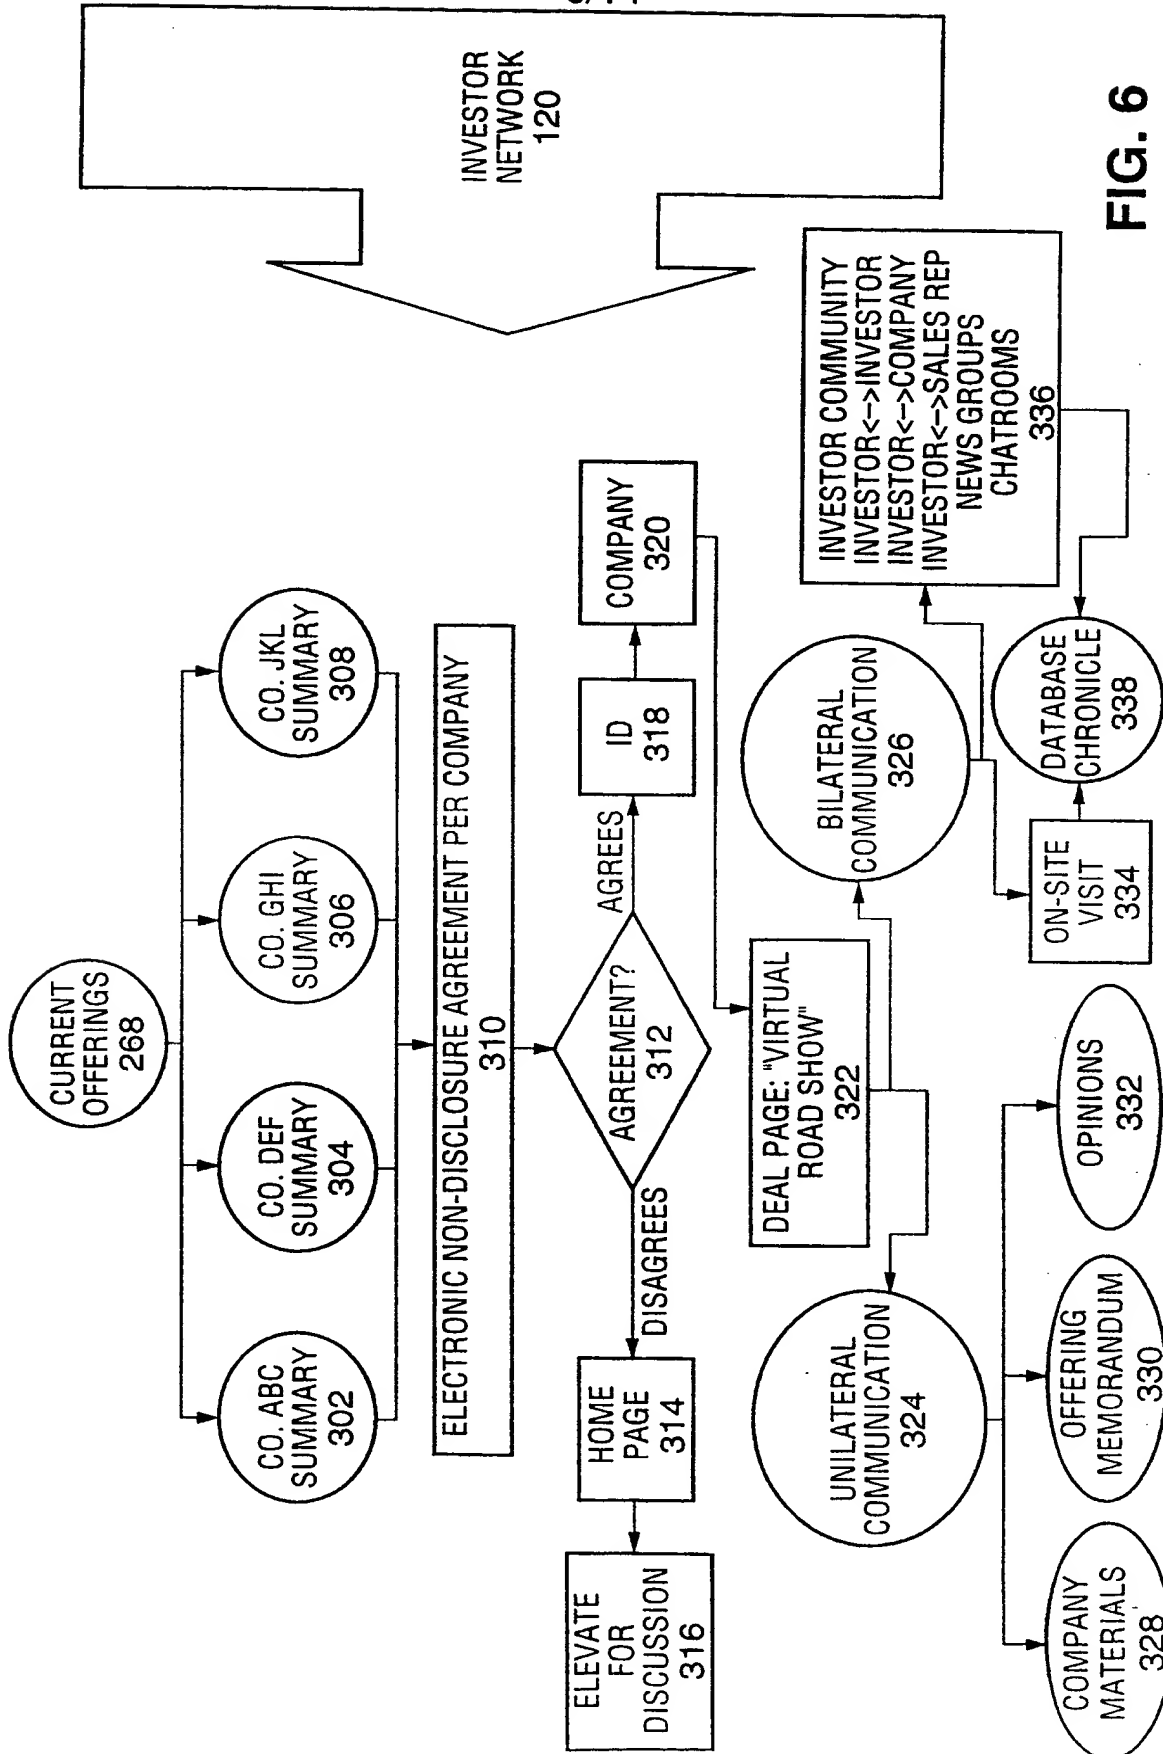 INVESTOR
NETWORK
120
CURRENT
OFFERINGS
268
CO. ABC
SUMMARY
302
CO. DEF
SUMMARY
304
CO. GHI
SUMMARY
306
CO. JKL
SUMMARY
308
ELECTRONIC NON-DISCLOSURE AGREEMENT PER COMPANY
310
AGREEMENT?
312
DISAGREES
AGREES
ELEVATE
FOR
DISCUSSION
316
HOME
PAGE
314
ID
318
COMPANY
320
DEAL PAGE: "VIRTUAL
ROAD SHOW"
322
UNILATERAL
COMMUNICATION
324
BILATERAL
COMMUNICATION
326
INVESTOR COMMUNITY
INVESTOR<->INVESTOR
INVESTOR<->COMPANY
INVESTOR<->SALES REP
NEWS GROUPS
CHATROOMS
336
COMPANY
MATERIALS
328
OFFERING
MEMORANDUM
330
OPINIONS
332
ON-SITE
VISIT
334
DATABASE
CHRONICLE
338
FIG. 6